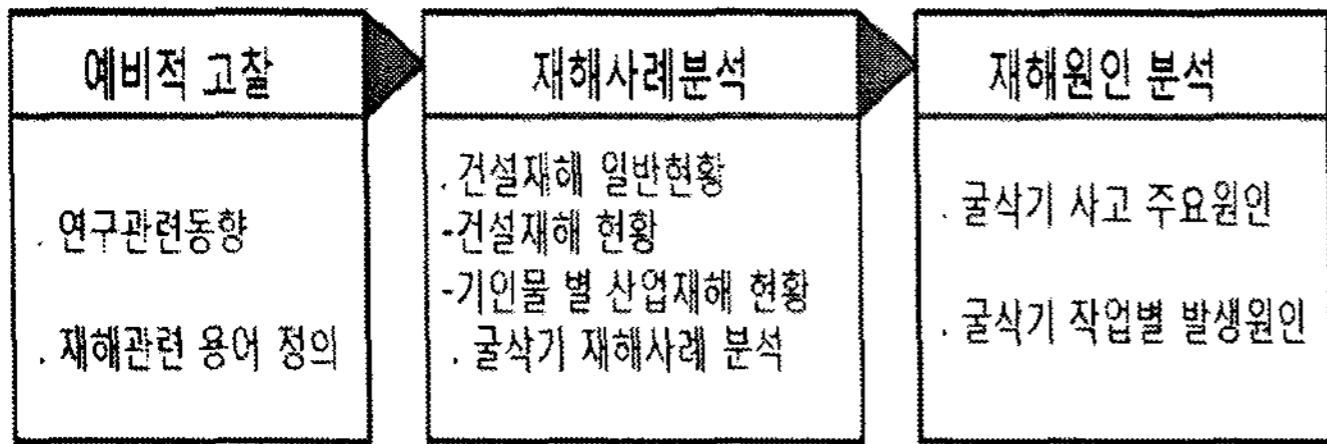 예비적 고찰
. 연구관련동향
. 재해관련 용어 정의
재해사례분석
. 건설재해 일반현황
-건설재해 현황
-기인물 별 산업재해 현황
. 굴삭기 재해사례 분석
재해원인 분석
. 굴삭기 사고 주요원인
. 굴삭기 작업별 발생원인